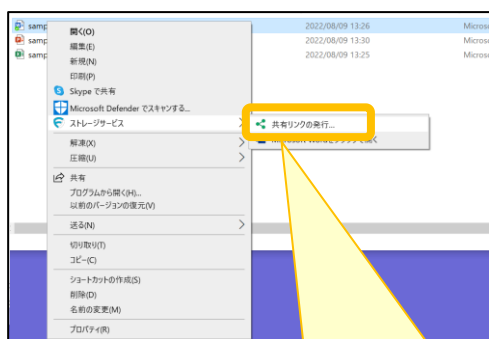 samp 2022/08/09 13:26 Micros
samp 2022/08/09 13:30 Micros
samp 2022/08/09 13:25 Micros
開く(O)
編集(E)
新規(N)
印刷(P)
Skype で共有
Microsoft Defender でスキャンする...
ストレージサービス
共有リンクの発行...
解凍(X)
圧縮(U)
共有
プログラムから開く(H)...
以前のバージョンの復元(V)
送る(N)
切り取り(T)
コピー(C)
ショートカットの作成(S)
削除(D)
名前の変更(M)
プロパティ(R)